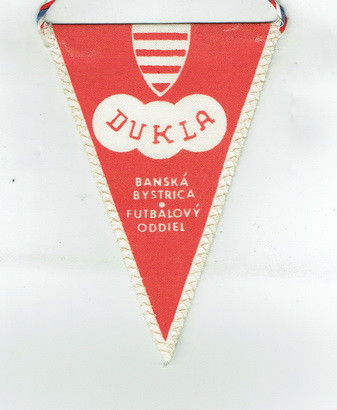 DUKLA
BANSKÁ
BYSTRICA
•
FUTBALOVÝ
ODDIEL